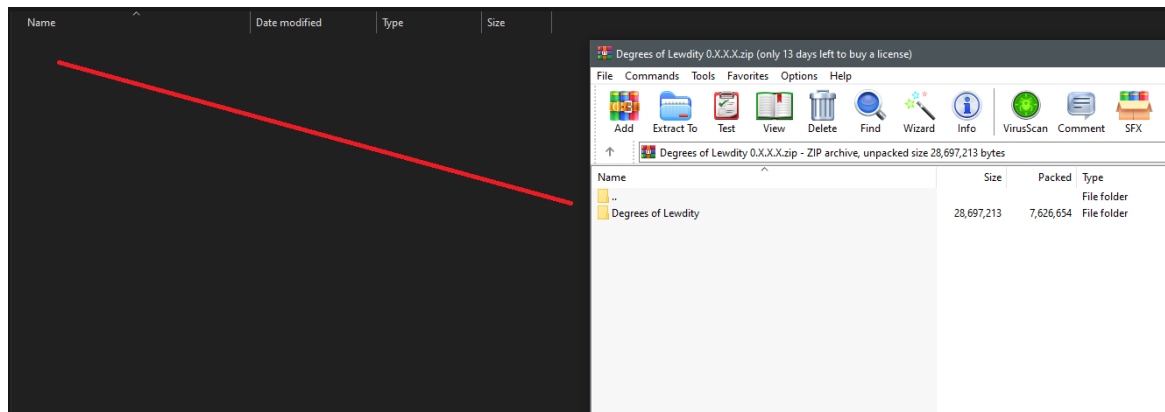 Name Date modified Type Size
Degrees of Lewdity 0.X.X.X.zip (only 13 days left to buy a license)
File Commands Tools Favorites Options Help
Add Extract To Test View Delete Find Wizard Info VirusScan Comment SFX
Degrees of Lewdity 0.X.X.X.zip - ZIP archive, unpacked size 28,697,213 bytes
Name Size Packed Type
.. File folder
Degrees of Lewdity 28,697,213 7,626,654 File folder